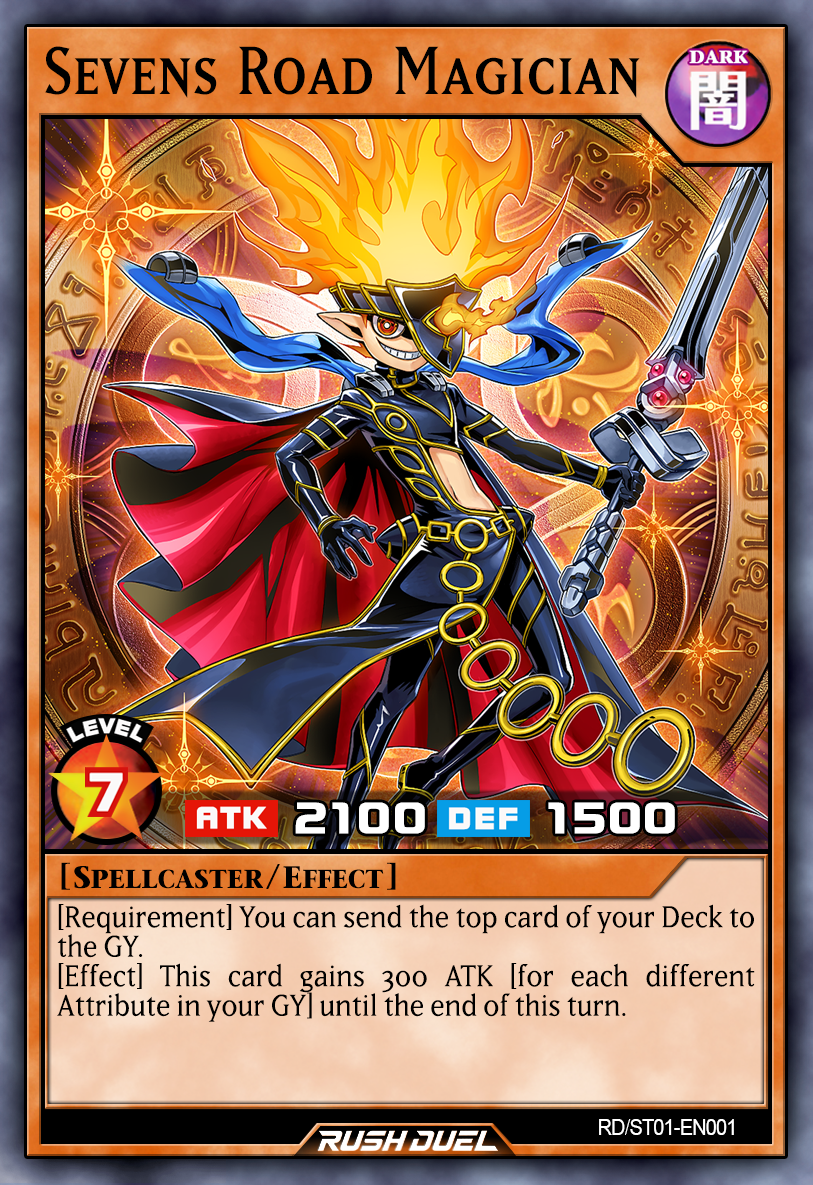 SEVENS ROAD MAGICIAN
DARK
闇
LEVEL
7
ATK 2100 DEF 1500
[SPELLCASTER/EFFECT]
[Requirement] You can send the top card of your Deck to
the GY.
[Effect] This card gains 300 ATK [for each different
Attribute in your GY] until the end of this turn.
RD/ST01-EN001
RUSH DUEL